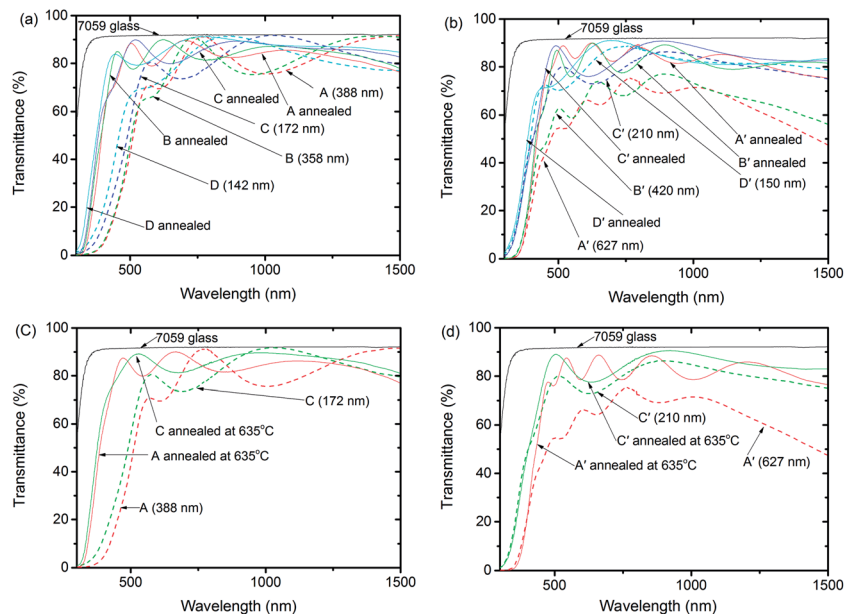 (a)
7059 glass
Transmittance (%)
100
80
60
40
20
0
500
1000
1500
Wavelength (nm)
A (388 nm)
C annealed
A annealed
C (172 nm)
B annealed
B (358 nm)
D (142 nm)
D annealed
(b)
7059 glass
Transmittance (%)
100
80
60
40
20
0
500
750
1000
1250
1500
Wavelength (nm)
C′ (210 nm)
A′ annealed
C′ annealed
B′ annealed
D′ (150 nm)
B′ (420 nm)
D′ annealed
A′ (627 nm)
(C)
7059 glass
Transmittance (%)
100
80
60
40
20
0
500
1000
1500
Wavelength (nm)
C (172 nm)
C annealed at 635°C
A annealed at 635°C
A (388 nm)
(d)
7059 glass
Transmittance (%)
100
80
60
40
20
0
500
750
1000
1250
1500
Wavelength (nm)
C′ (210 nm)
C′ annealed at 635°C
A′ annealed at 635°C
A′ (627 nm)